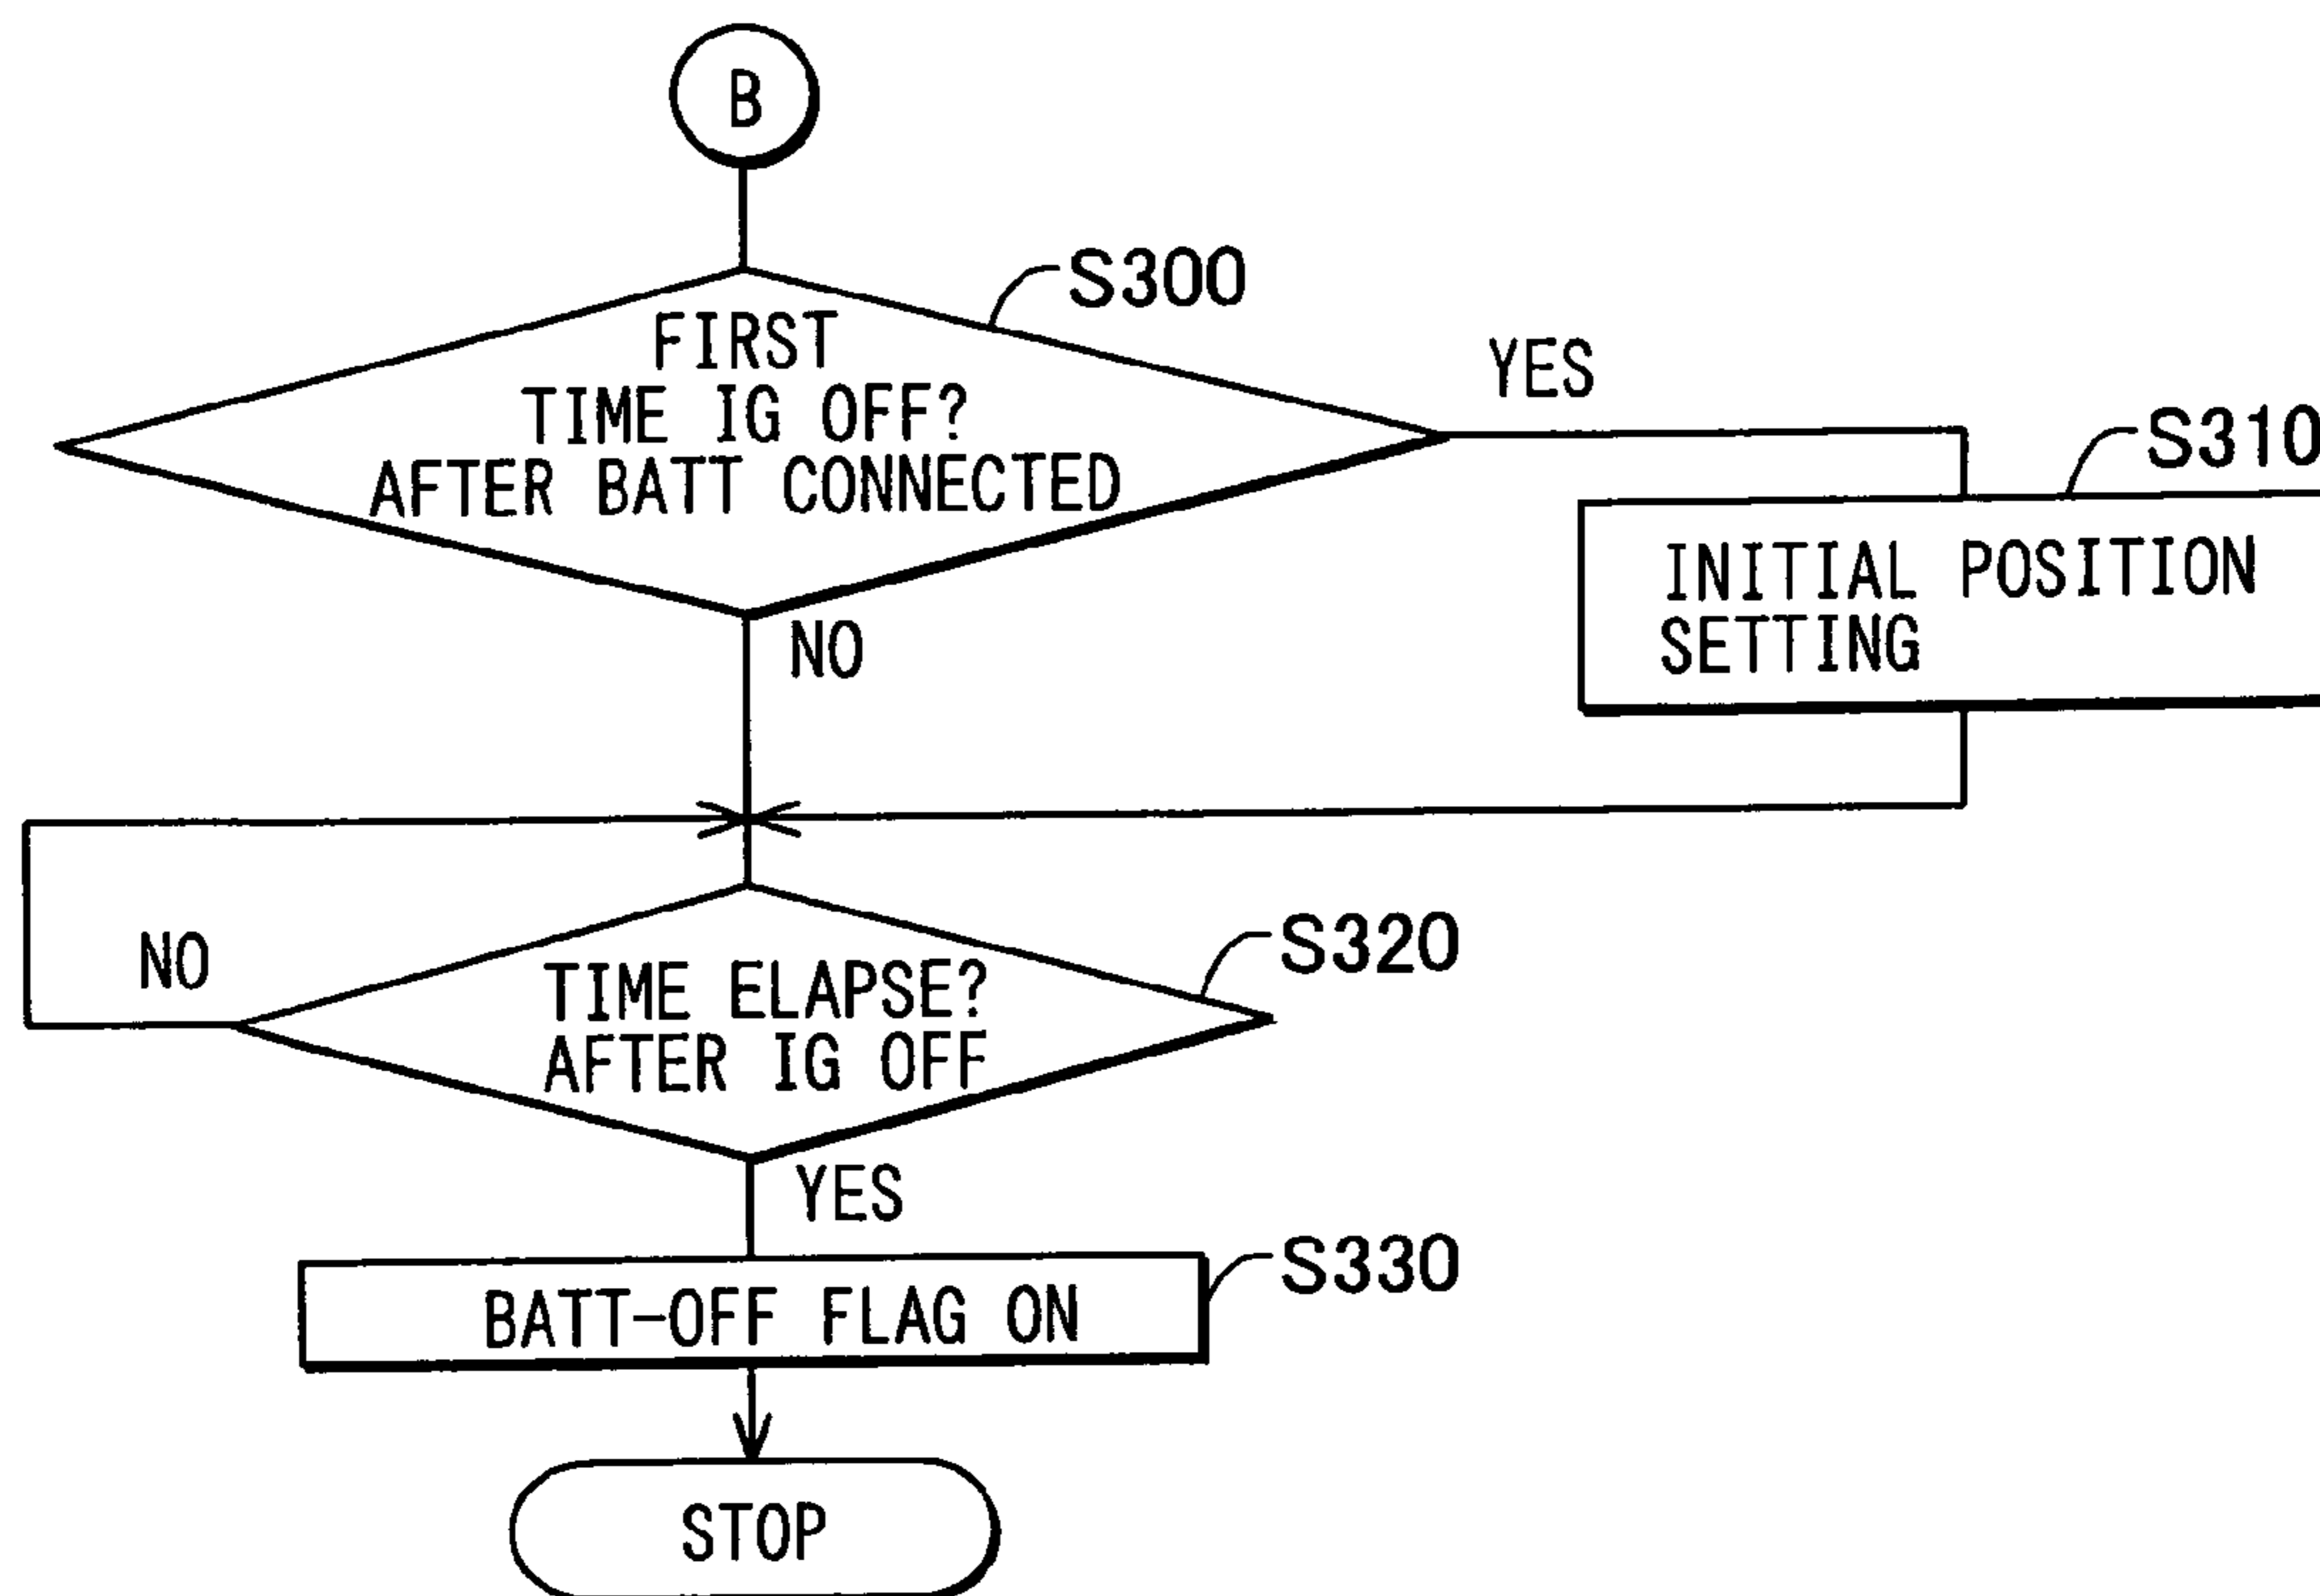 B
S300
FIRST
TIME IG OFF?
AFTER BATT CONNECTED
YES
S310
INITIAL POSITION
SETTING
NO
NO
S320
TIME ELAPSE?
AFTER IG OFF
YES
S330
BATT-OFF FLAG ON
STOP